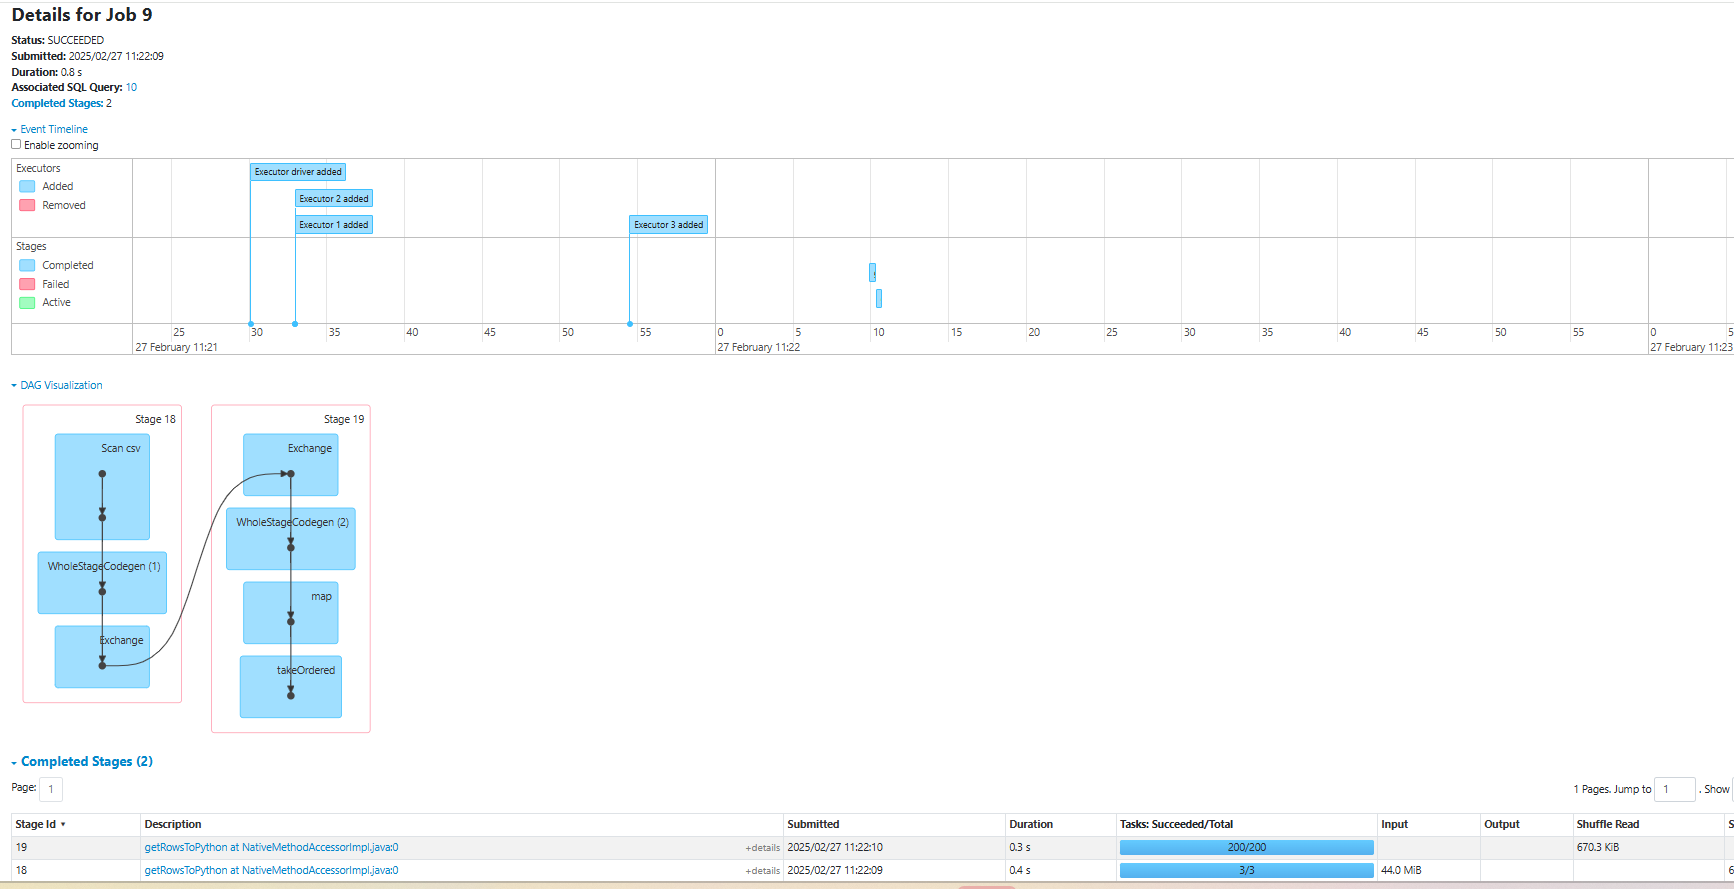 Details for Job 9
Status: SUCCEEDED
Submitted: 2025/02/27 11:22:09
Duration: 0.8 s
Associated SQL Query: 10
Completed Stages: 2
Event Timeline
Enable zooming
Executors
Added
Removed
Executor driver added
Executor 2 added
Executor 1 added
Executor 3 added
Stages
Completed
Failed
Active
25 30 35 40 45 50 55 0 5 10 15 20 25 30 35 40 45 50 55 0 5
27 February 11:21 27 February 11:22 27 February 11:23
DAG Visualization
Stage 18
Scan csv
WholeStageCodegen (1)
Exchange
Stage 19
Exchange
WholeStageCodegen (2)
map
takeOrdered
Completed Stages (2)
Page: 1
1 Pages. Jump to 1 . Show
Stage Id Description Submitted Duration Tasks: Succeeded/Total Input Output Shuffle Read S
19 getRowsToPython at NativeMethodAccessorImpl.java:0 +details 2025/02/27 11:22:10 0.3 s 200/200 670.3 KiB
18 getRowsToPython at NativeMethodAccessorImpl.java:0 +details 2025/02/27 11:22:09 0.4 s 3/3 44.0 MiB 6